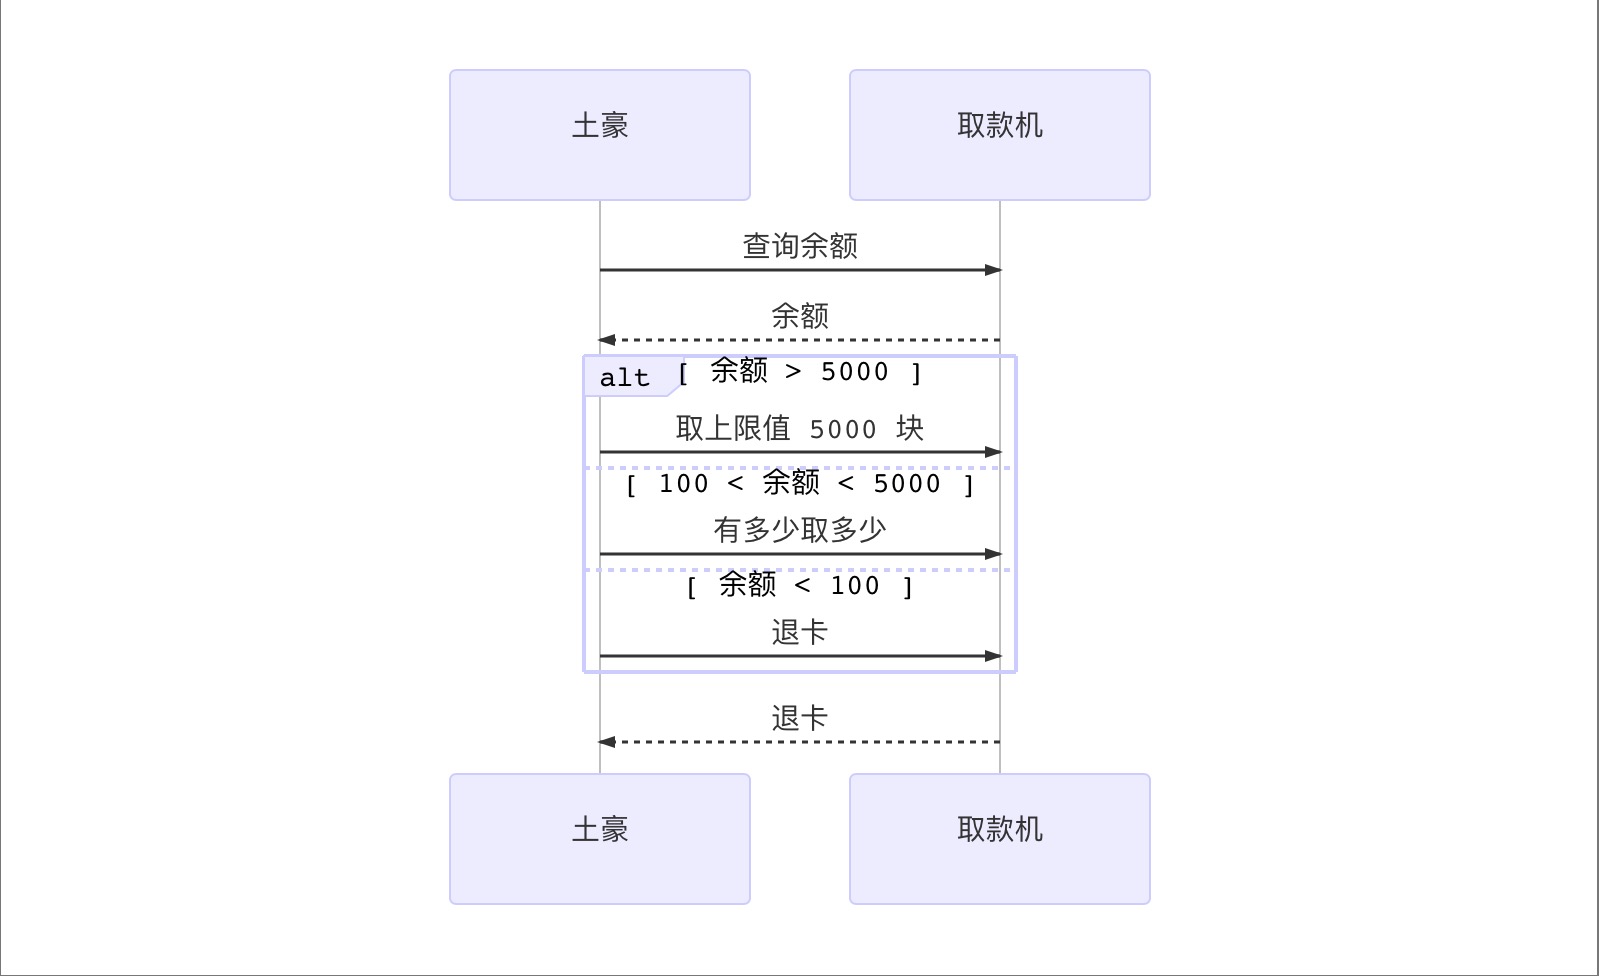 土豪 取款机
查询余额
余额
alt [ 余额 > 5000 ]
取上限值 5000 块
[ 100 < 余额 < 5000 ]
有多少取多少
[ 余额 < 100 ]
退卡
退卡
土豪 取款机